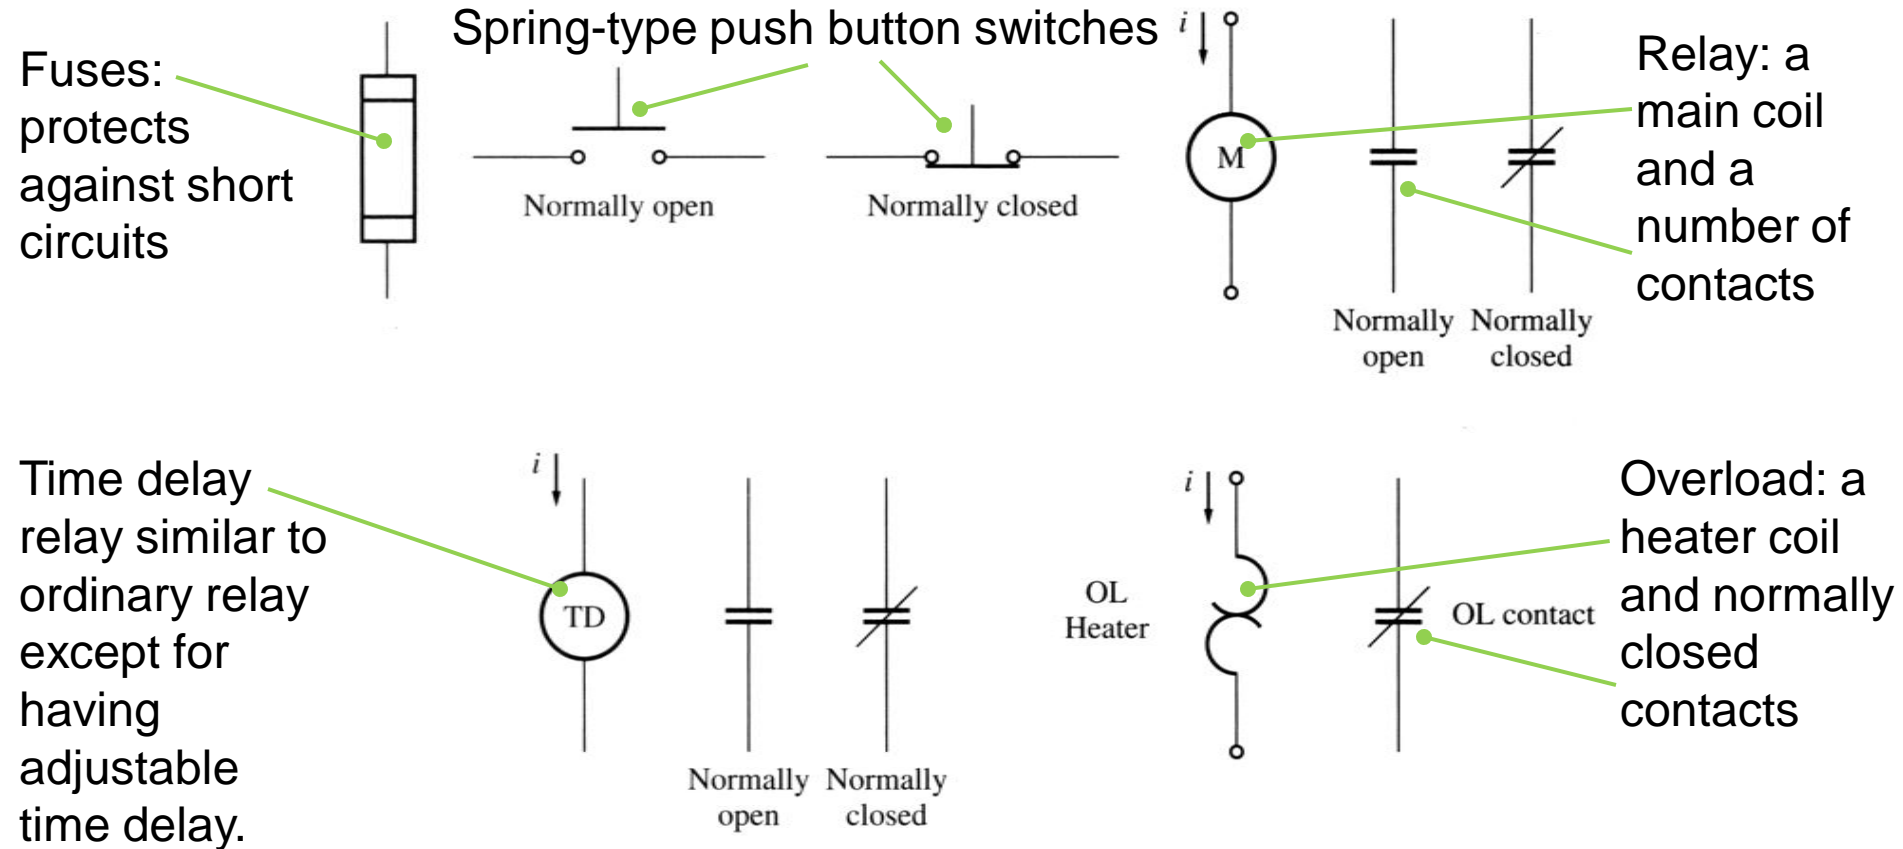 Spring-type push button switches
Fuses:
protects
against short
circuits
Normally open
Normally closed
i
M
Normally
open
Normally
closed
Relay: a
main coil
and a
number of
contacts
Time delay
relay similar to
ordinary relay
except for
having
adjustable
time delay.
i
TD
Normally
open
Normally
closed
i
OL
Heater
OL contact
Overload: a
heater coil
and normally
closed
contacts